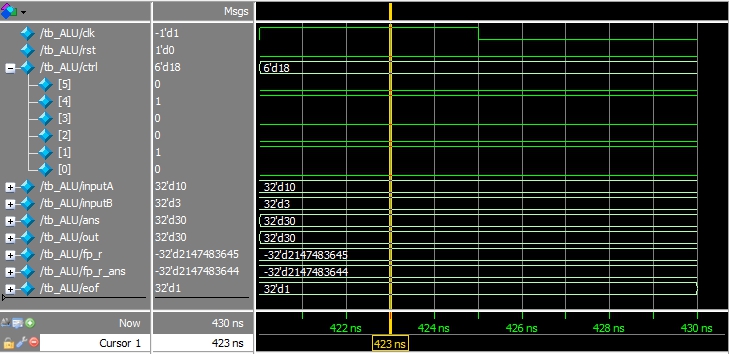 Msgs
/tb_ALU/clk -1'd1
/tb_ALU/rst 1'd0
/tb_ALU/ctrl 6'd18 6'd18
[5] 0
[4] 1
[3] 0
[2] 0
[1] 1
[0] 0
/tb_ALU/inputA 32'd10 32'd10
/tb_ALU/inputB 32'd3 32'd3
/tb_ALU/ans 32'd30 32'd30
/tb_ALU/out 32'd30 32'd30
/tb_ALU/fp_r -32'd2147483645 -32'd2147483645
/tb_ALU/fp_r_ans -32'd2147483644 -32'd2147483644
/tb_ALU/eof 32'd1 32'd1
Now 430 ns 422 ns 424 ns 426 ns 428 ns 430 ns
Cursor 1 423 ns 423 ns